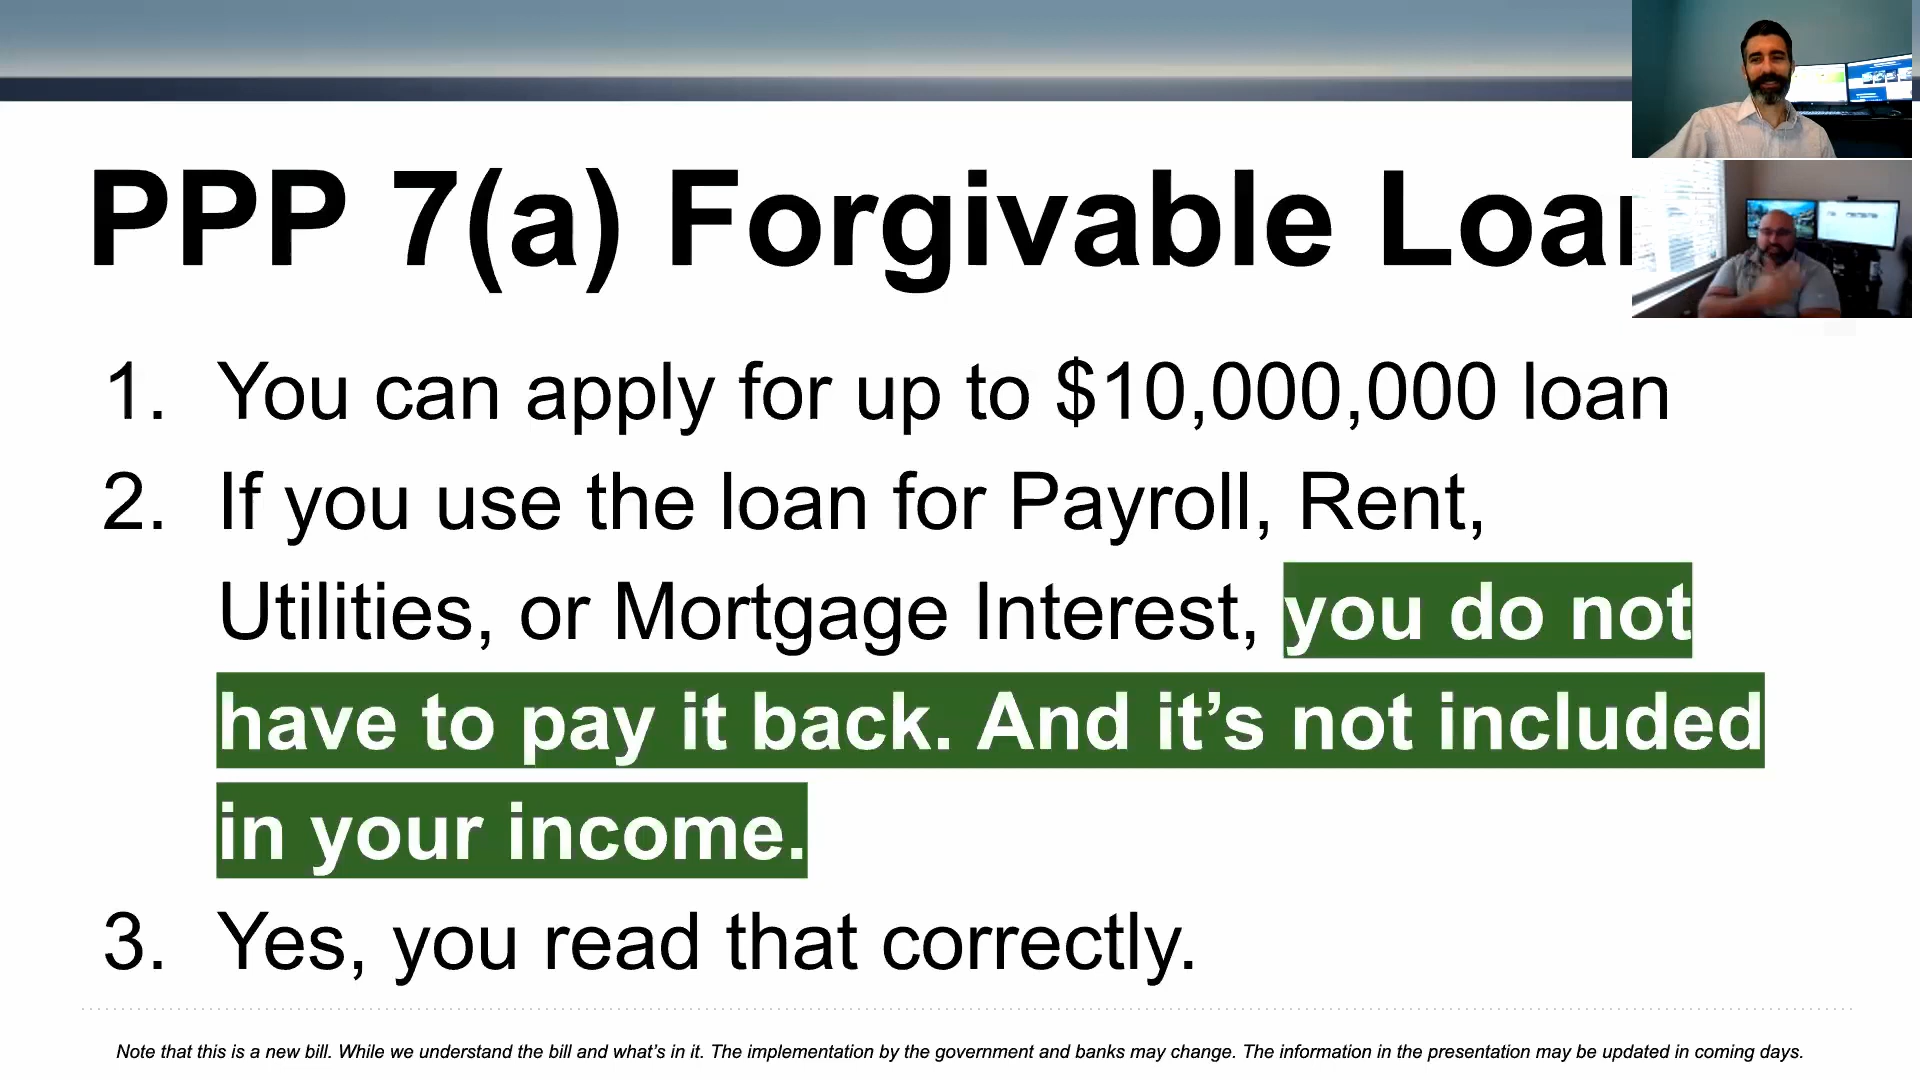 PPP 7(a) Forgivable Loan
1. You can apply for up to $10,000,000 loan
2. If you use the loan for Payroll, Rent,
Utilities, or Mortgage Interest, you do not
have to pay it back. And it’s not included
in your income.
3. Yes, you read that correctly.
Note that this is a new bill. While we understand the bill and what’s in it. The implementation by the government and banks may change. The information in the presentation may be updated in coming days.